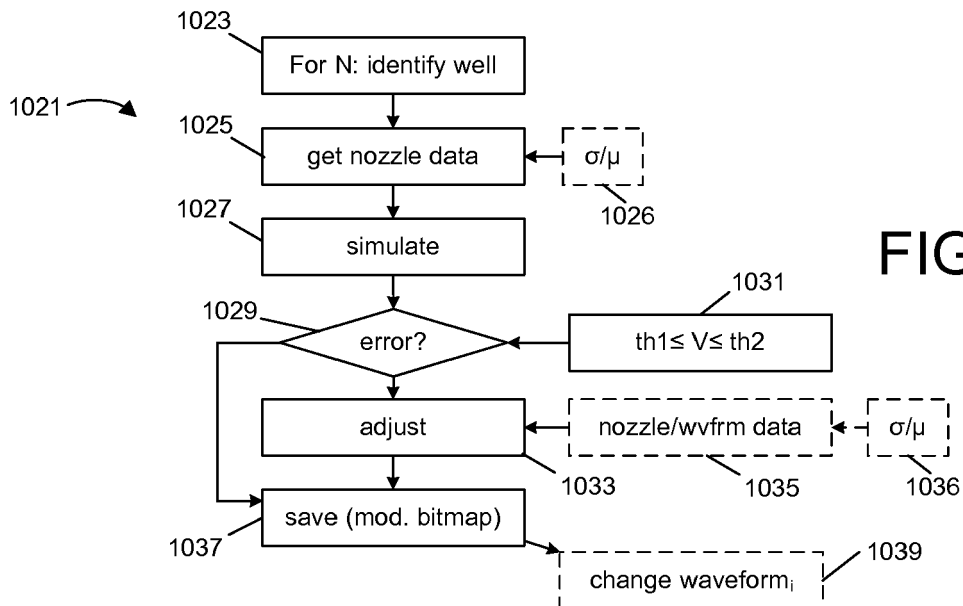 1023
For N: identify well
1021
1025
get nozzle data
σ/μ
1026
1027
simulate
FIG
1029
error?
1031
th1≤ V≤ th2
adjust
nozzle/wvfrm data
σ/μ
1033
1035
1036
save (mod. bitmap)
1037
1039
change waveformᵢ